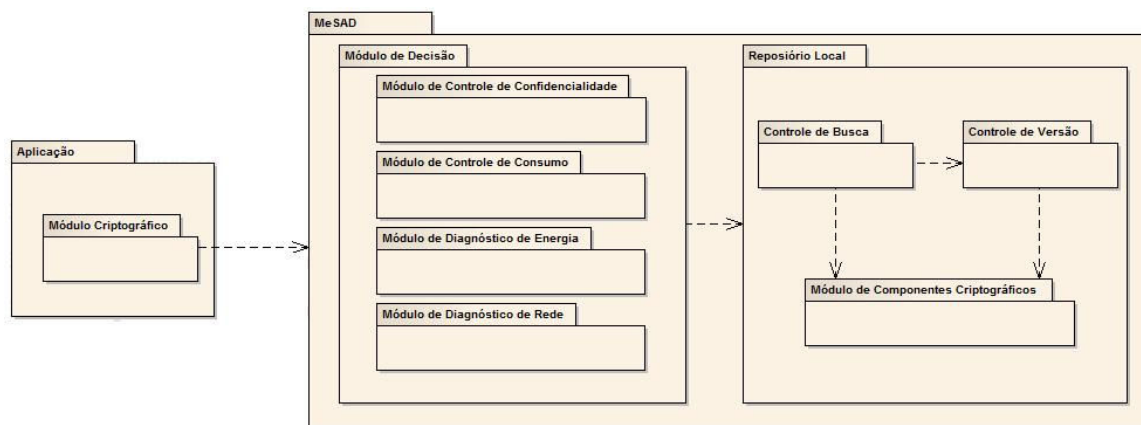 MeSAD
Módulo de Decisão
Módulo de Controle de Confidencialidade
Módulo de Controle de Consumo
Módulo de Diagnóstico de Energia
Módulo de Diagnóstico de Rede
Reposiório Local
Controle de Busca
Controle de Versão
Módulo de Componentes Criptográficos
Aplicação
Módulo Criptográfico